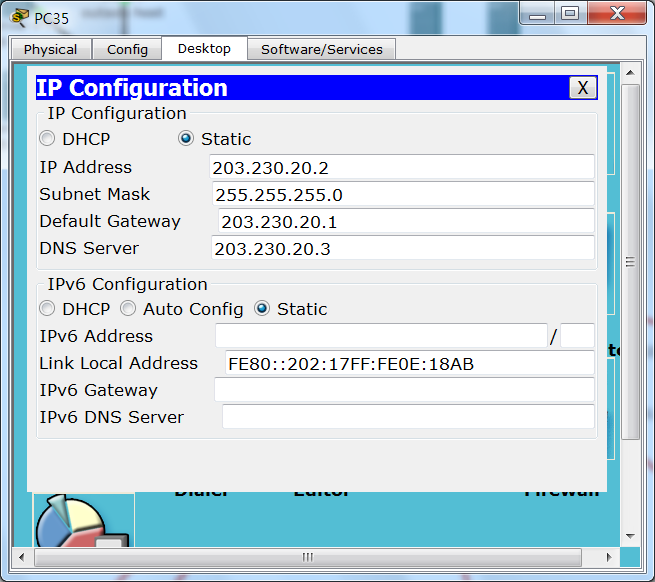 PC35
Physical Config Desktop Software/Services
IP Configuration X
IP Configuration
DHCP Static
IP Address 203.230.20.2
Subnet Mask 255.255.255.0
Default Gateway 203.230.20.1
DNS Server 203.230.20.3
IPv6 Configuration
DHCP Auto Config Static
IPv6 Address /
Link Local Address FE80::202:17FF:FE0E:18AB
IPv6 Gateway
IPv6 DNS Server
Dialer Editor Firewall